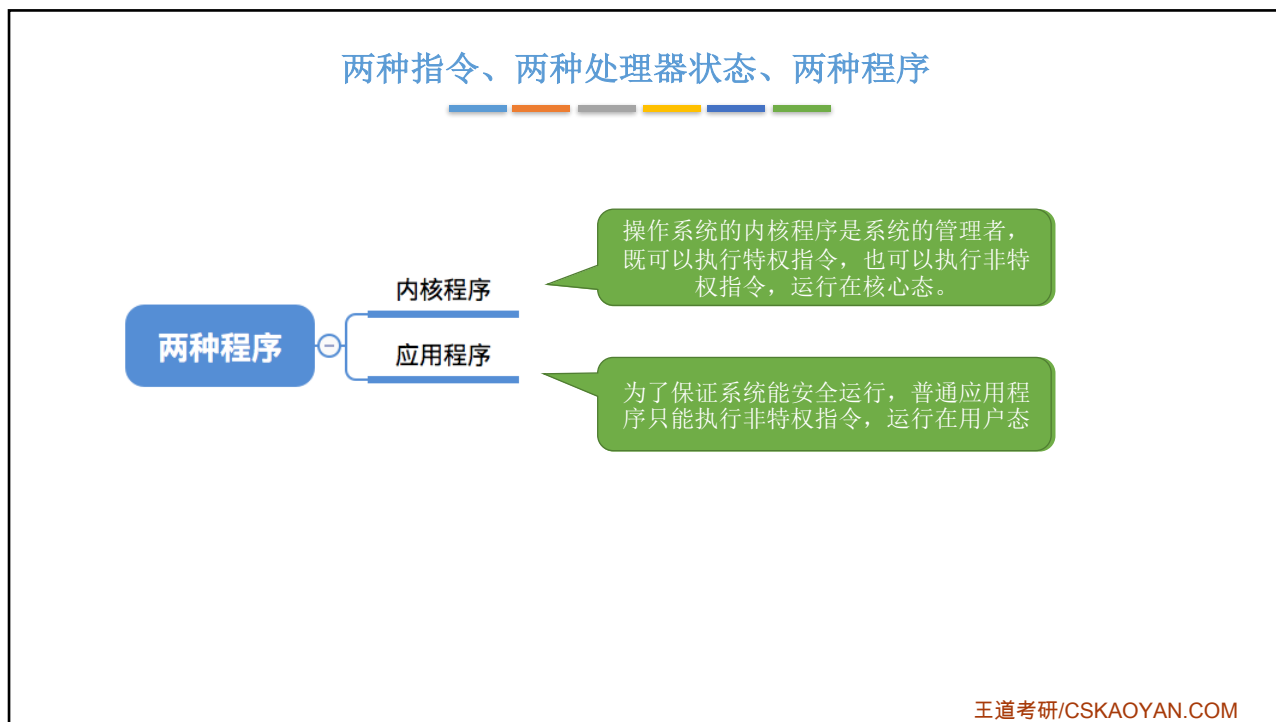 两种指令、两种处理器状态、两种程序
操作系统的内核程序是系统的管理者，
既可以执行特权指令，也可以执行非特
权指令，运行在核心态。
内核程序
两种程序
应用程序
为了保证系统能安全运行，普通应用程
序只能执行非特权指令，运行在用户态
王道考研/CSKAOYAN.COM